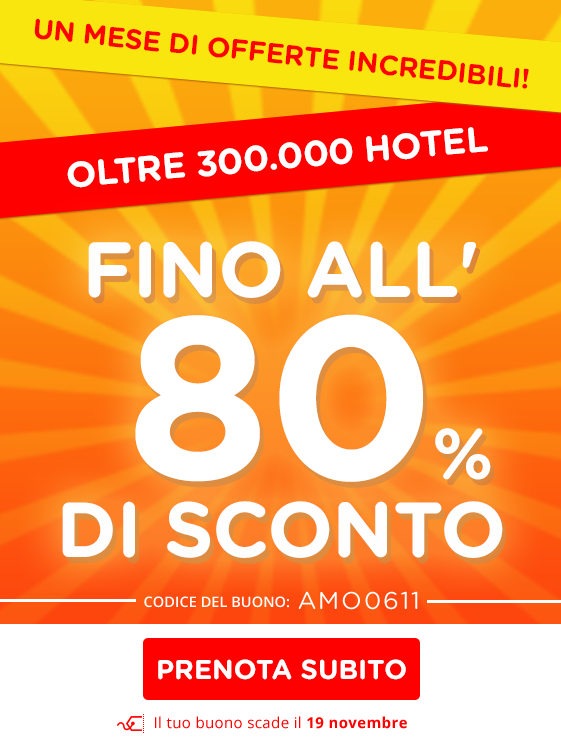 UN MESE DI OFFERTE INCREDIBILI!
OLTRE 300.000 HOTEL
FINO ALL'
80%
DI SCONTO
CODICE DEL BUONO: AMO0611
PRENOTA SUBITO
Il tuo buono scade il 19 novembre